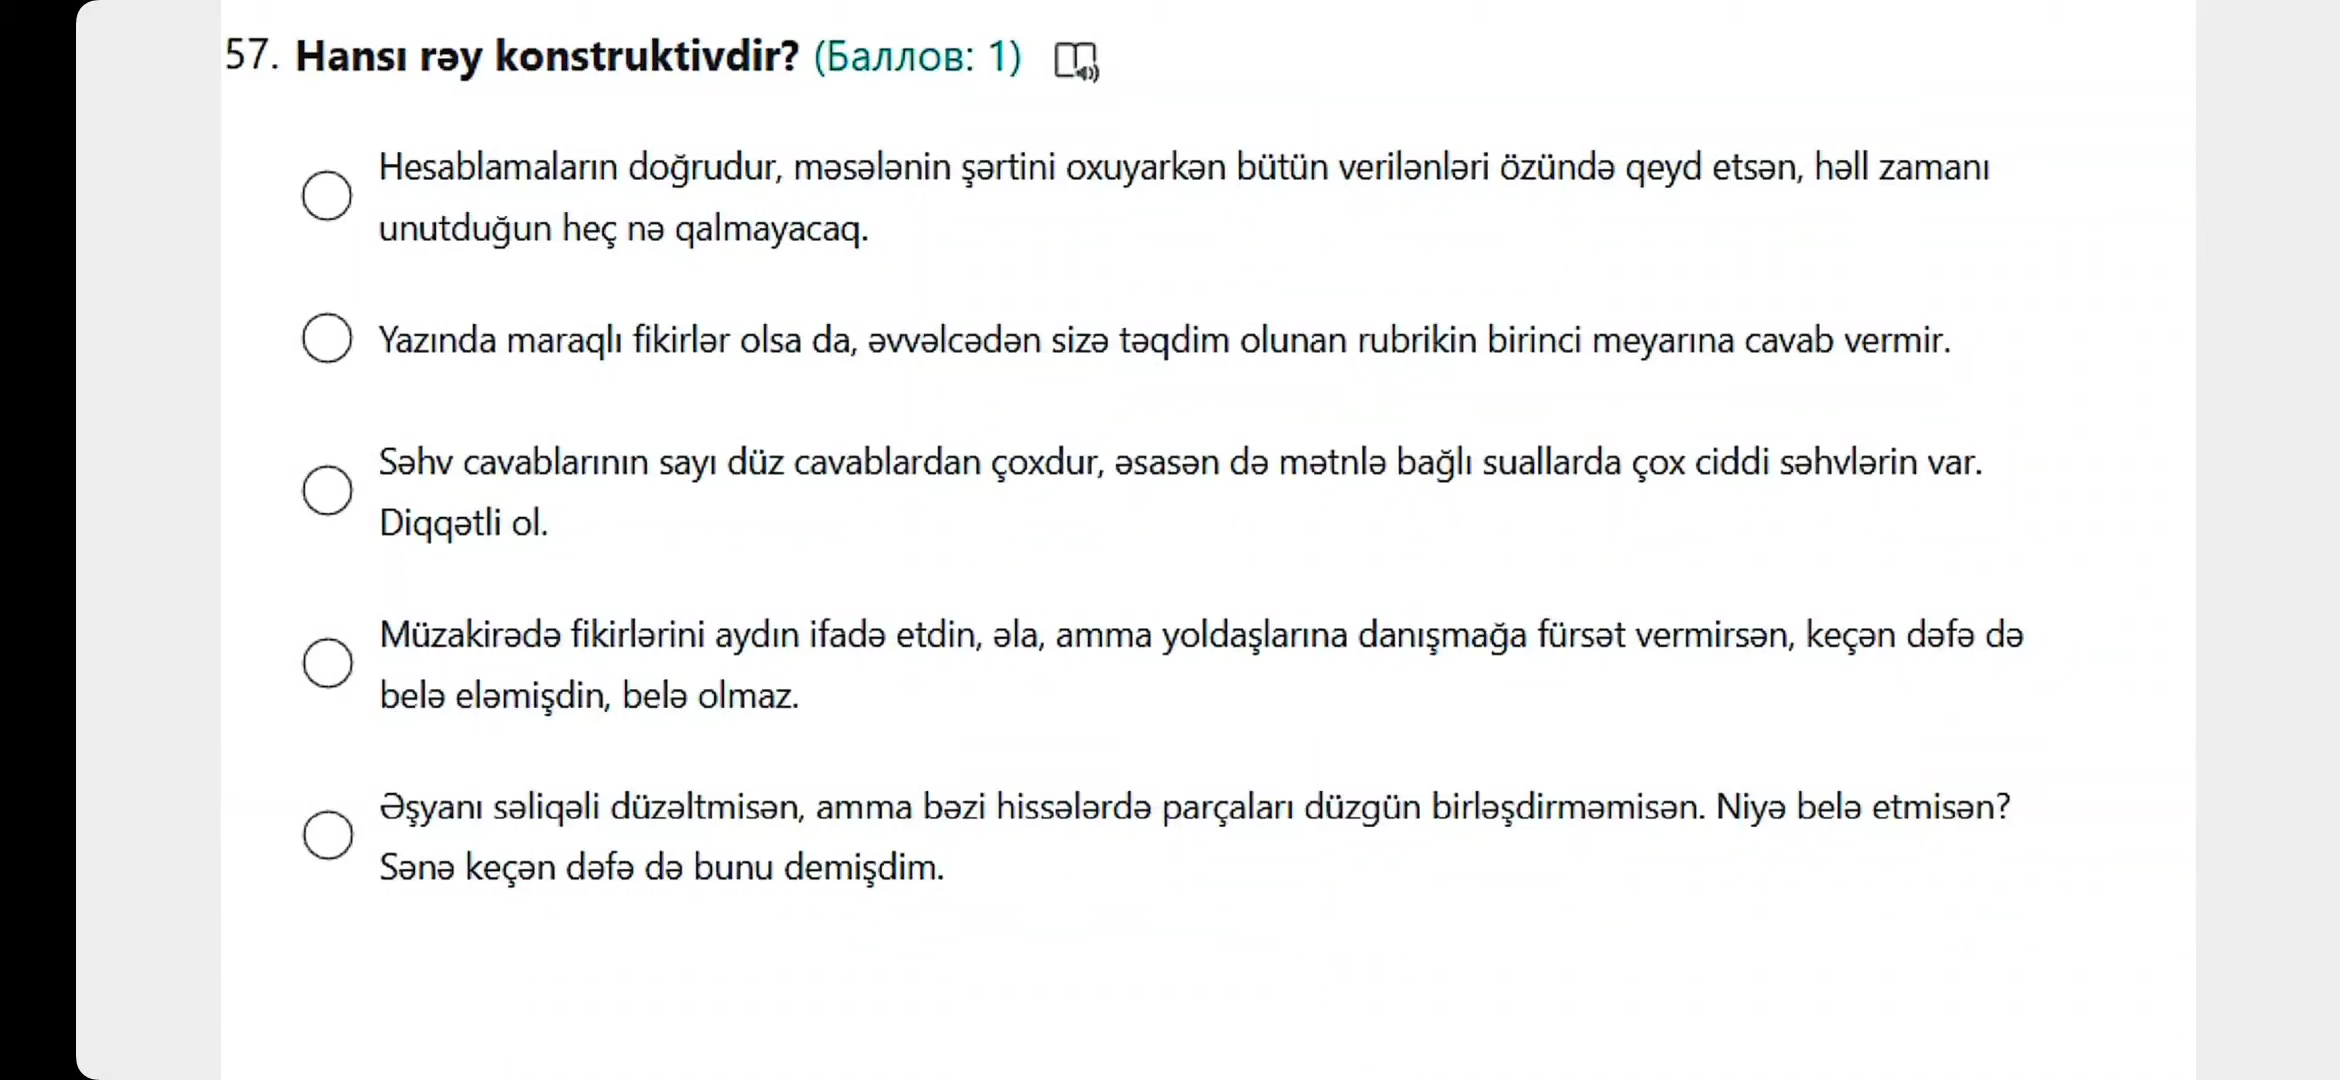 57. Hansı rəy konstruktivdir? (Баллов: 1)
Hesablamaların doğrudur, məsələnin şərtini oxuyarkən bütün verilənləri özündə qeyd etsən, həll zamanı
unutduğun heç nə qalmayacaq.
Yazında maraqlı fikirlər olsa da, əvvəlcədən sizə təqdim olunan rubrikin birinci meyarına cavab vermir.
Səhv cavablarının sayı düz cavablardan çoxdur, əsasən də mətnlə bağlı suallarda çox ciddi səhvlərin var.
Diqqətli ol.
Müzakirədə fikirlərini aydın ifadə etdin, əla, amma yoldaşlarına danışmağa fürsət vermirsən, keçən dəfə də
belə eləmişdin, belə olmaz.
Əşyanı səliqəli düzəltmisən, amma bəzi hissələrdə parçaları düzgün birləşdirməmisən. Niyə belə etmisən?
Sənə keçən dəfə də bunu demişdim.